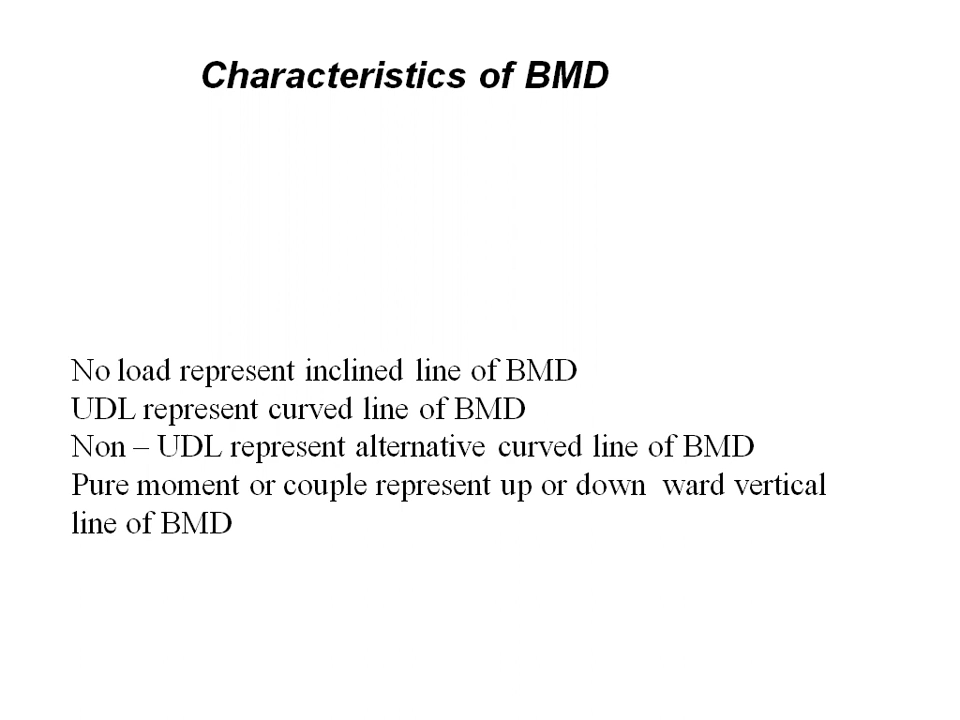 Characteristics of BMD
No load represent inclined line of BMD
UDL represent curved line of BMD
Non – UDL represent alternative curved line of BMD
Pure moment or couple represent up or down  ward vertical
line of BMD